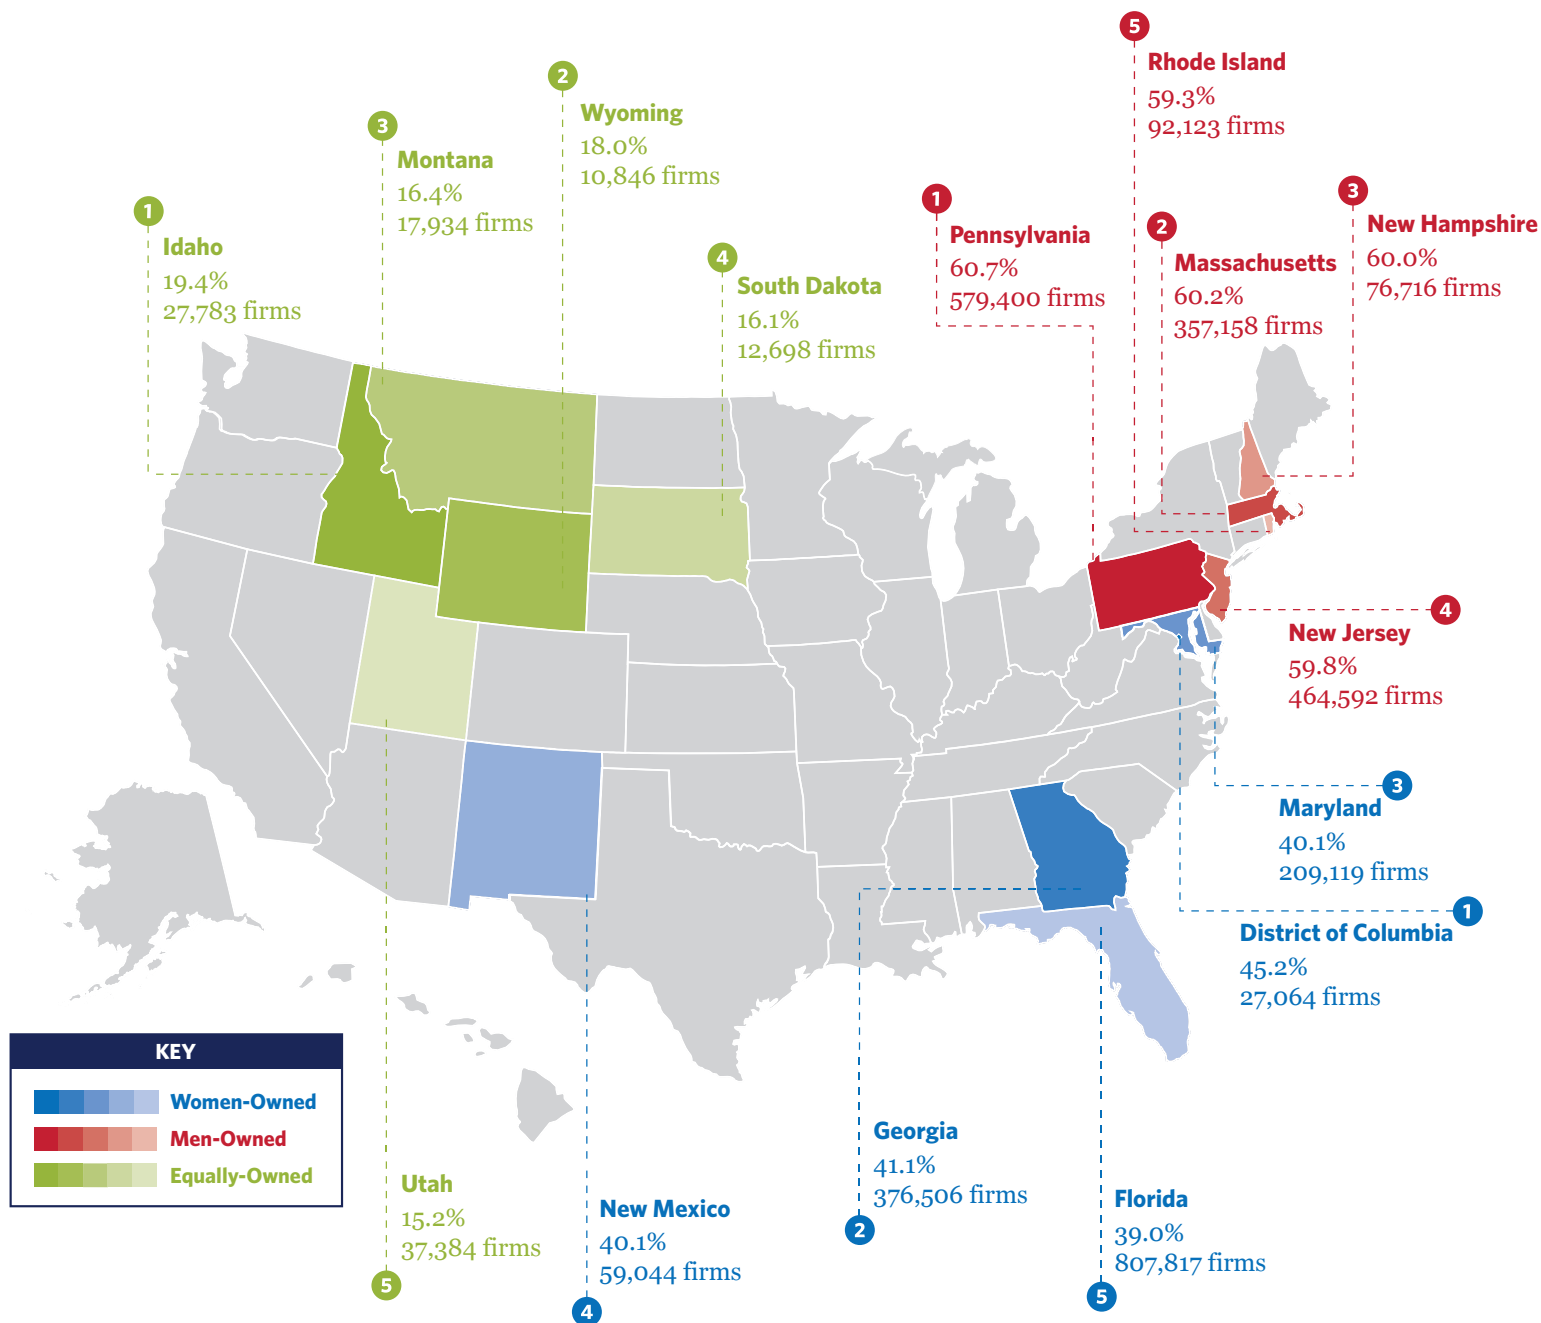 5
Rhode Island
59.3%
92,123 firms
2
Wyoming
18.0%
10,846 firms
3
Montana
16.4%
17,934 firms
1
Idaho
19.4%
27,783 firms
4
South Dakota
16.1%
12,698 firms
1
Pennsylvania
60.7%
579,400 firms
2
Massachusetts
60.2%
357,158 firms
3
New Hampshire
60.0%
76,716 firms
4
New Jersey
59.8%
464,592 firms
3
Maryland
40.1%
209,119 firms
1
District of Columbia
45.2%
27,064 firms
KEY
Women-Owned
Men-Owned
Equally-Owned
Utah
15.2%
37,384 firms
5
New Mexico
40.1%
59,044 firms
4
Georgia
41.1%
376,506 firms
2
Florida
39.0%
807,817 firms
5